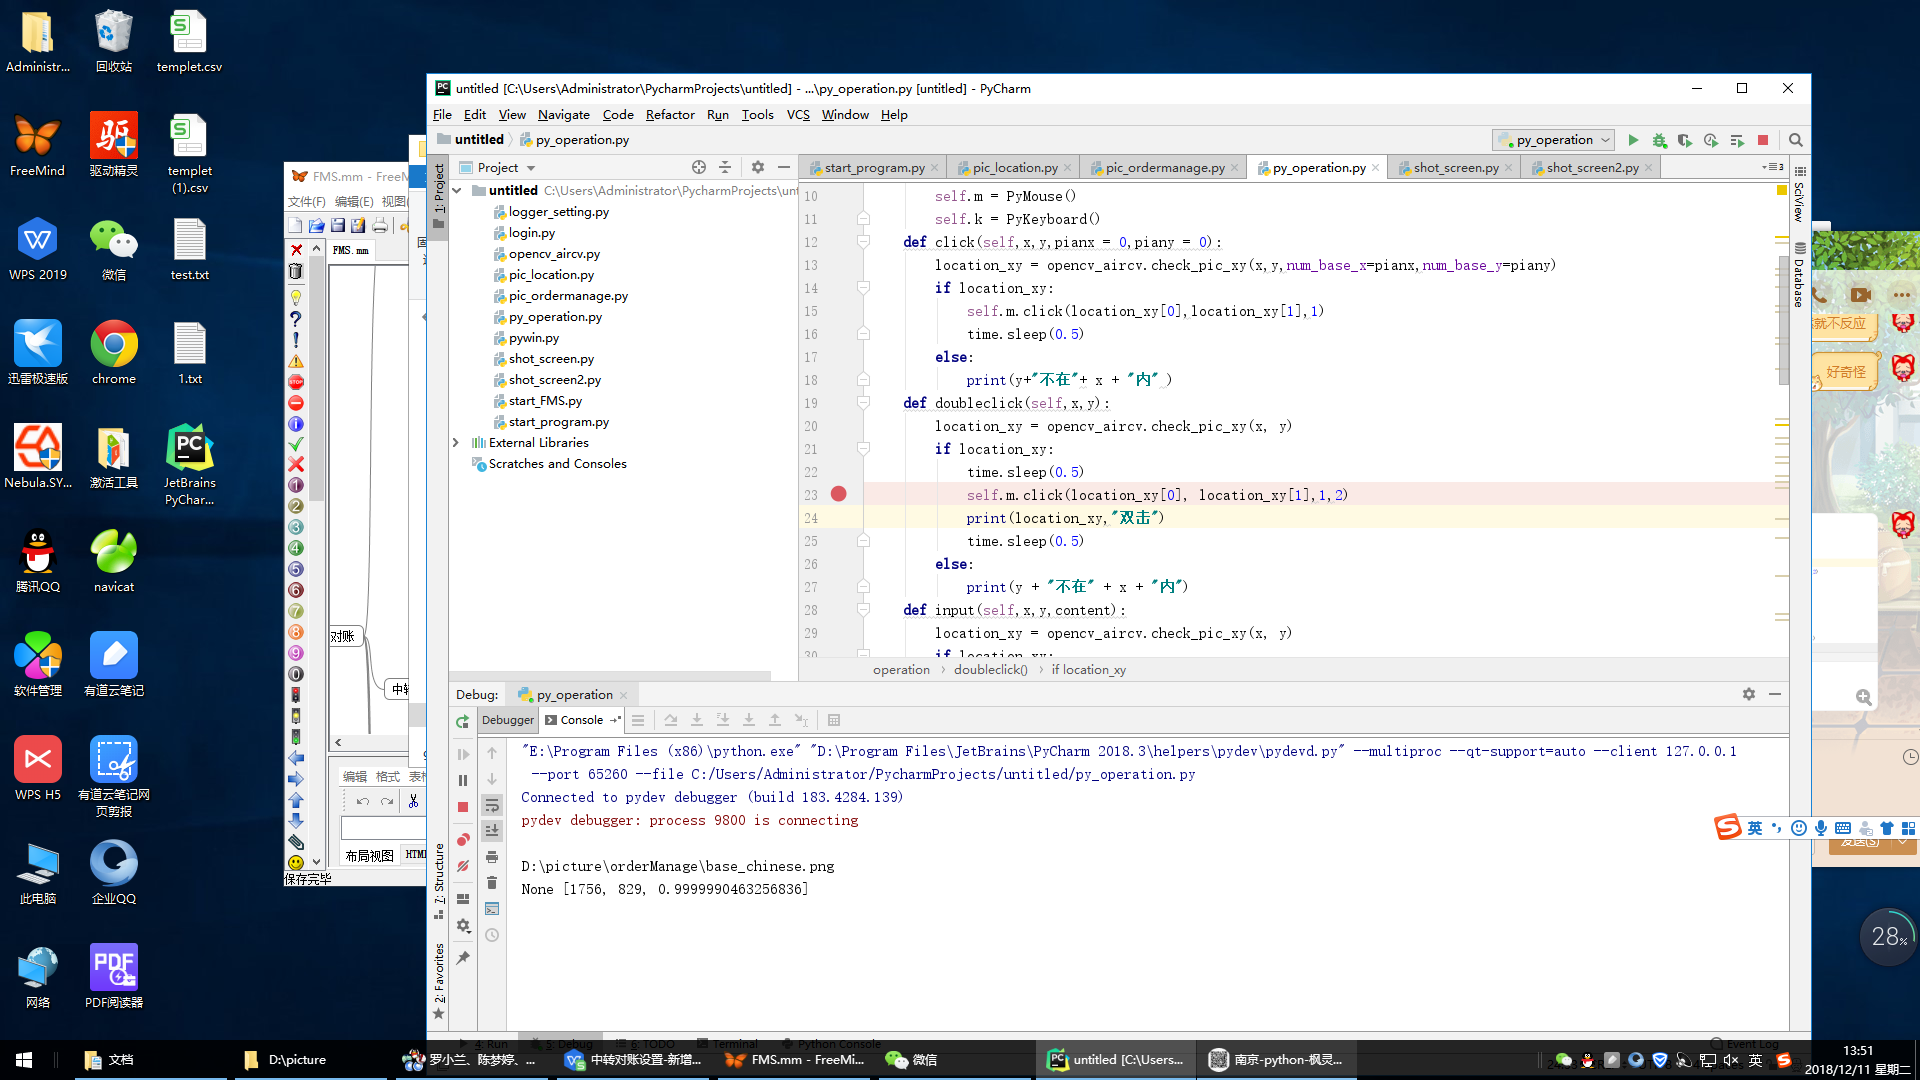 Administr...
回收站
templet.csv
FreeMind
驱动精灵
templet
(1).csv
WPS 2019
微信
test.txt
迅雷极速版
chrome
1.txt
Nebula.SY...
激活工具
JetBrains
PyChar...
腾讯QQ
navicat
软件管理
有道云笔记
WPS H5
有道云笔记网
页剪报
此电脑
企业QQ
网络
PDF阅读器
FMS.mm - FreeM
文件(F) 编辑(E) 视图(
FMS.mm
对账
中转
编辑 格式 表格
布局视图 HTML
保存完毕
untitled [C:\Users\Administrator\PycharmProjects\untitled] - ...\py_operation.py [untitled] - PyCharm
File Edit View Navigate Code Refactor Run Tools VCS Window Help
untitled py_operation.py
py_operation
1: Project
Project
start_program.py pic_location.py pic_ordermanage.py py_operation.py shot_screen.py shot_screen2.py
untitled C:\Users\Administrator\PycharmProjects\unt
logger_setting.py
login.py
opencv_aircv.py
pic_location.py
pic_ordermanage.py
py_operation.py
pywin.py
shot_screen.py
shot_screen2.py
start_FMS.py
start_program.py
External Libraries
Scratches and Consoles
10 self.m = PyMouse()
11 self.k = PyKeyboard()
12 def click(self,x,y,pianx = 0,piany = 0):
13 location_xy = opencv_aircv.check_pic_xy(x,y,num_base_x=pianx,num_base_y=piany)
14 if location_xy:
15 self.m.click(location_xy[0],location_xy[1],1)
16 time.sleep(0.5)
17 else:
18 print(y+"不在"+ x + "内" )
19 def doubleclick(self,x,y):
20 location_xy = opencv_aircv.check_pic_xy(x, y)
21 if location_xy:
22 time.sleep(0.5)
23 self.m.click(location_xy[0], location_xy[1],1,2)
24 print(location_xy,"双击")
25 time.sleep(0.5)
26 else:
27 print(y + "不在" + x + "内")
28 def input(self,x,y,content):
29 location_xy = opencv_aircv.check_pic_xy(x, y)
30 if location_xy:
operation doubleclick() if location_xy
SciView
Database
Debug: py_operation
Debugger Console
"E:\Program Files (x86)\python.exe" "D:\Program Files\JetBrains\PyCharm 2018.3\helpers\pydev\pydevd.py" --multiproc --qt-support=auto --client 127.0.0.1
--port 65260 --file C:/Users/Administrator/PycharmProjects/untitled/py_operation.py
Connected to pydev debugger (build 183.4284.139)
pydev debugger: process 9800 is connecting
D:\picture\orderManage\base_chinese.png
None [1756, 829, 0.9999990463256836]
7: Structure
2: Favorites
4: Run 5: Debug 6: TODO Terminal Python Console
Event Log
就不反应
好奇怪
英
发送(S)
28%
文档
D:\picture
罗小兰、陈梦婷、...
中转对账设置-新增...
FMS.mm - FreeMi...
微信
untitled [C:\Users...
南京-python-枫灵...
英
13:51
2018/12/11 星期二